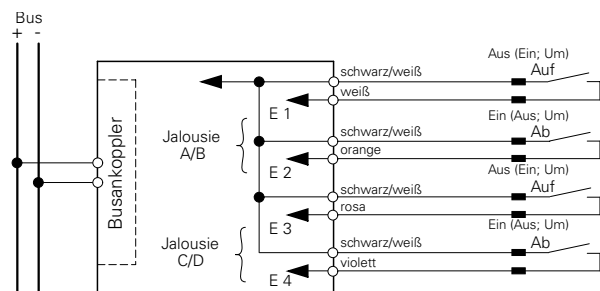 Bus
+ -
Busankoppler
Jalousie
A/B
Jalousie
C/D
E 1
E 2
E 3
E 4
schwarz/weiß
weiß
schwarz/weiß
orange
schwarz/weiß
rosa
schwarz/weiß
violett
Aus (Ein; Um)
Auf
Ein (Aus; Um)
Ab
Aus (Ein; Um)
Auf
Ein (Aus; Um)
Ab